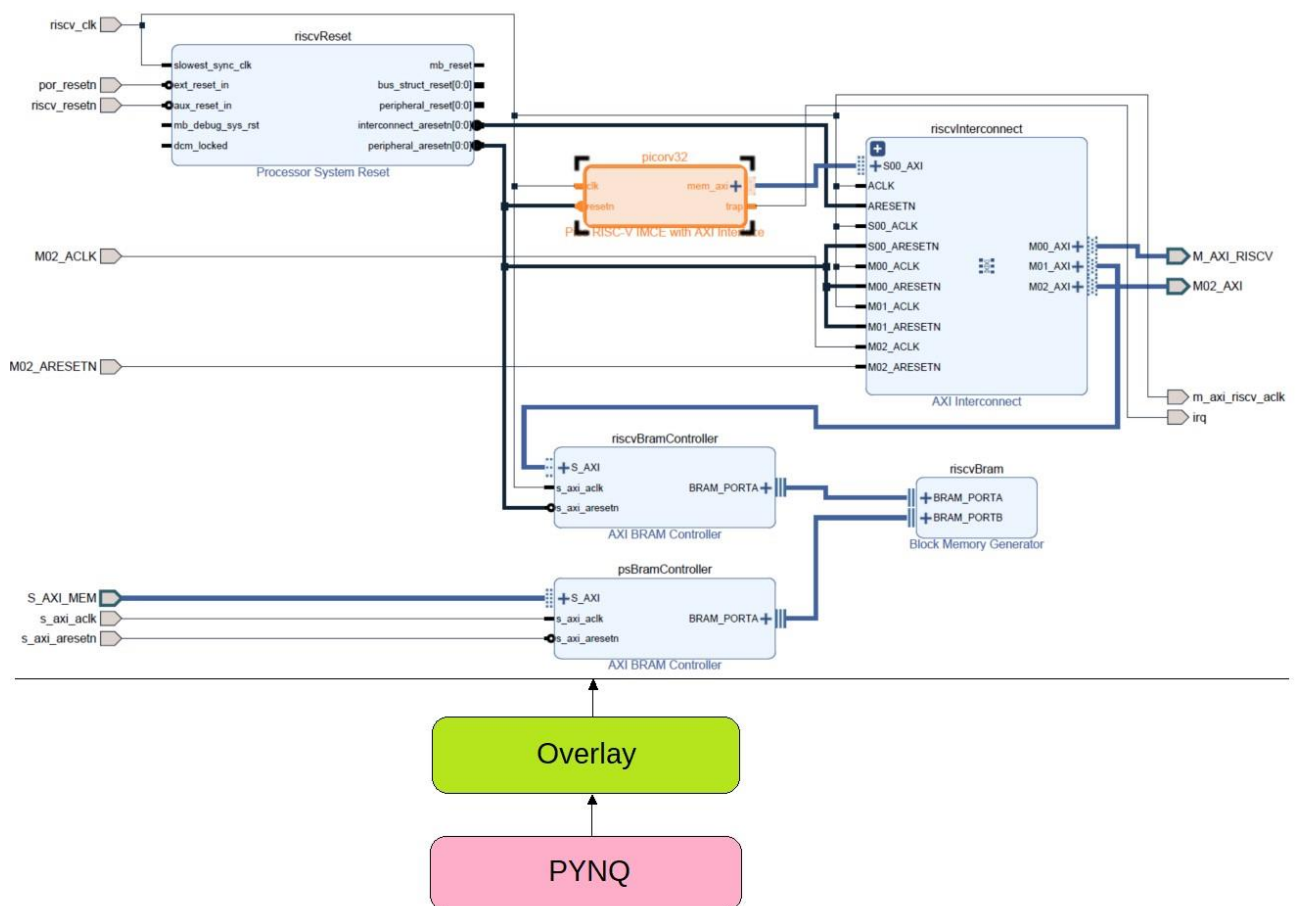 riscv_clk
riscvReset
slowest_sync_clk
mb_reset
por_resetn
ext_reset_in
bus_struct_reset[0:0]
riscv_resetn
aux_reset_in
peripheral_reset[0:0]
mb_debug_sys_rst
interconnect_aresetn[0:0]
dcm_locked
peripheral_aresetn[0:0]
Processor System Reset
picorv32
clk
mem_axi
resetn
trap
RISC-V IMCE with AXI
riscvInterconnect
S00_AXI
ACLK
ARESETN
S00_ACLK
S00_ARESETN
M00_AXI
M00_ACLK
M01_AXI
M00_ARESETN
M02_AXI
M01_ACLK
M01_ARESETN
M02_ACLK
M02_ARESETN
AXI Interconnect
M02_ACLK
M_AXI_RISCV
M02_AXI
M02_ARESETN
m_axi_riscv_aclk
irq
riscvBramController
S_AXI
s_axi_aclk
BRAM_PORTA
s_axi_aresetn
AXI BRAM Controller
riscvBram
BRAM_PORTA
BRAM_PORTB
Block Memory Generator
psBramController
S_AXI_MEM
S_AXI
s_axi_aclk
s_axi_aclk
BRAM_PORTA
s_axi_aresetn
s_axi_aresetn
AXI BRAM Controller
Overlay
PYNQ